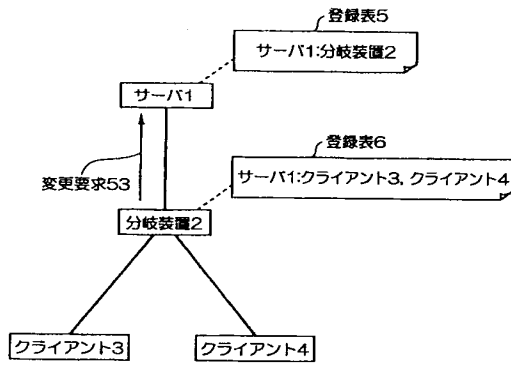 登録表5
サーバ1:分岐装置2
サーバ1
登録表6
サーバ1:クライアント3, クライアント4
変更要求53
分岐装置2
クライアント3
クライアント4